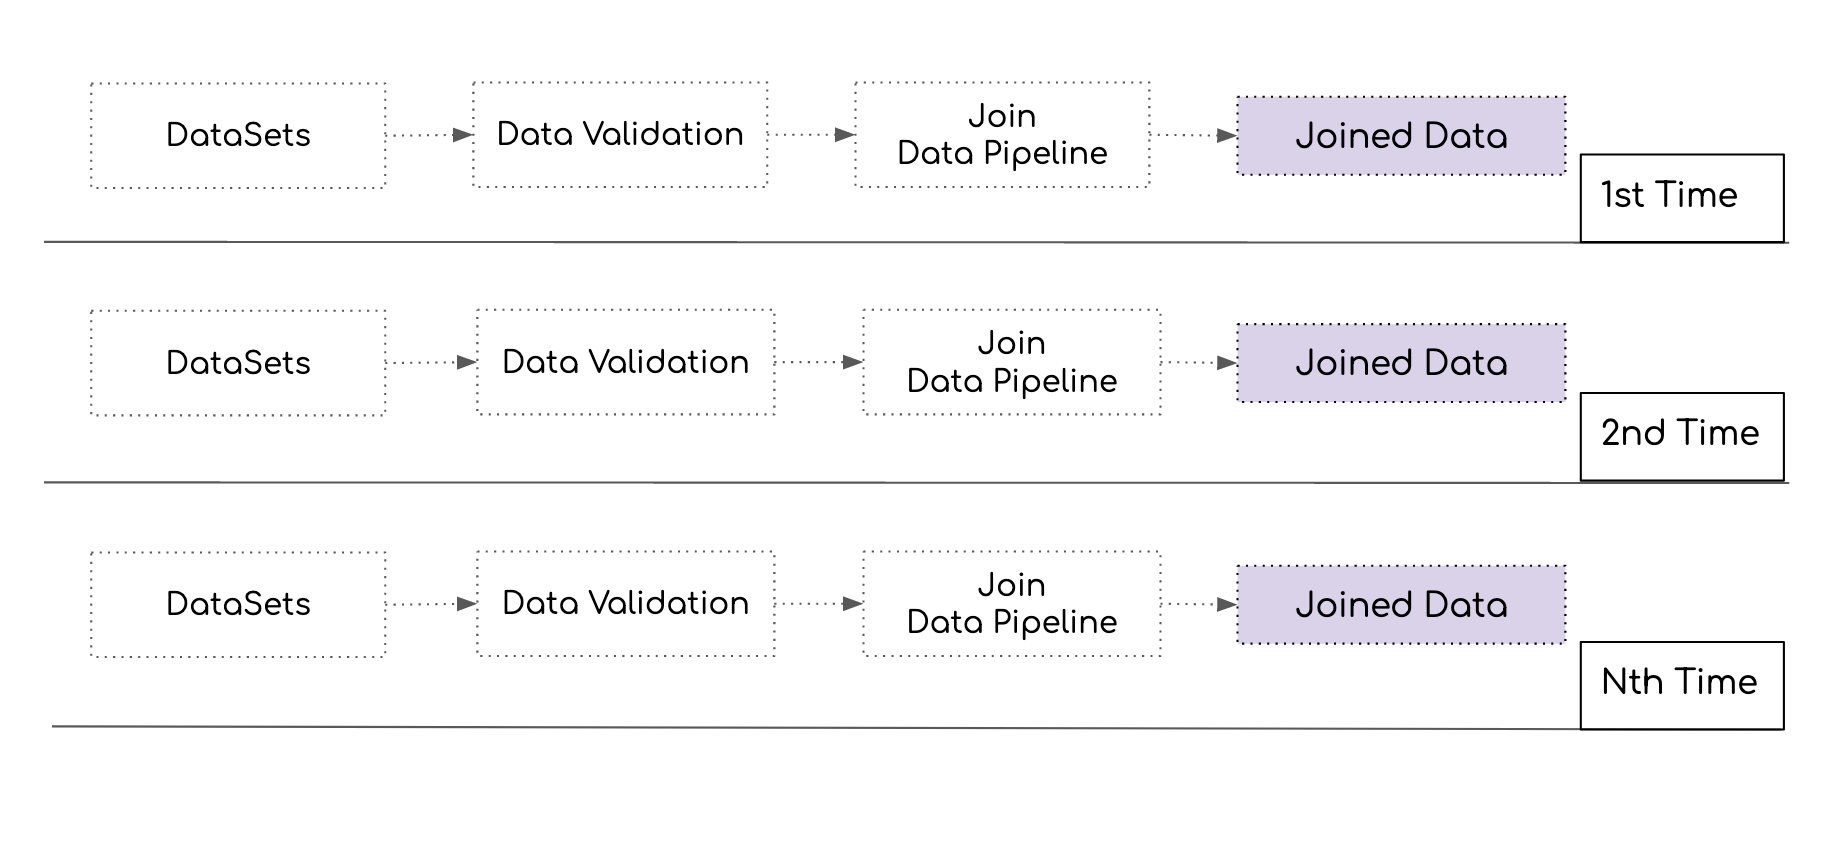 DataSets
Data Validation
Join
Data Pipeline
Joined Data
1st Time
DataSets
Data Validation
Join
Data Pipeline
Joined Data
2nd Time
DataSets
Data Validation
Join
Data Pipeline
Joined Data
Nth Time